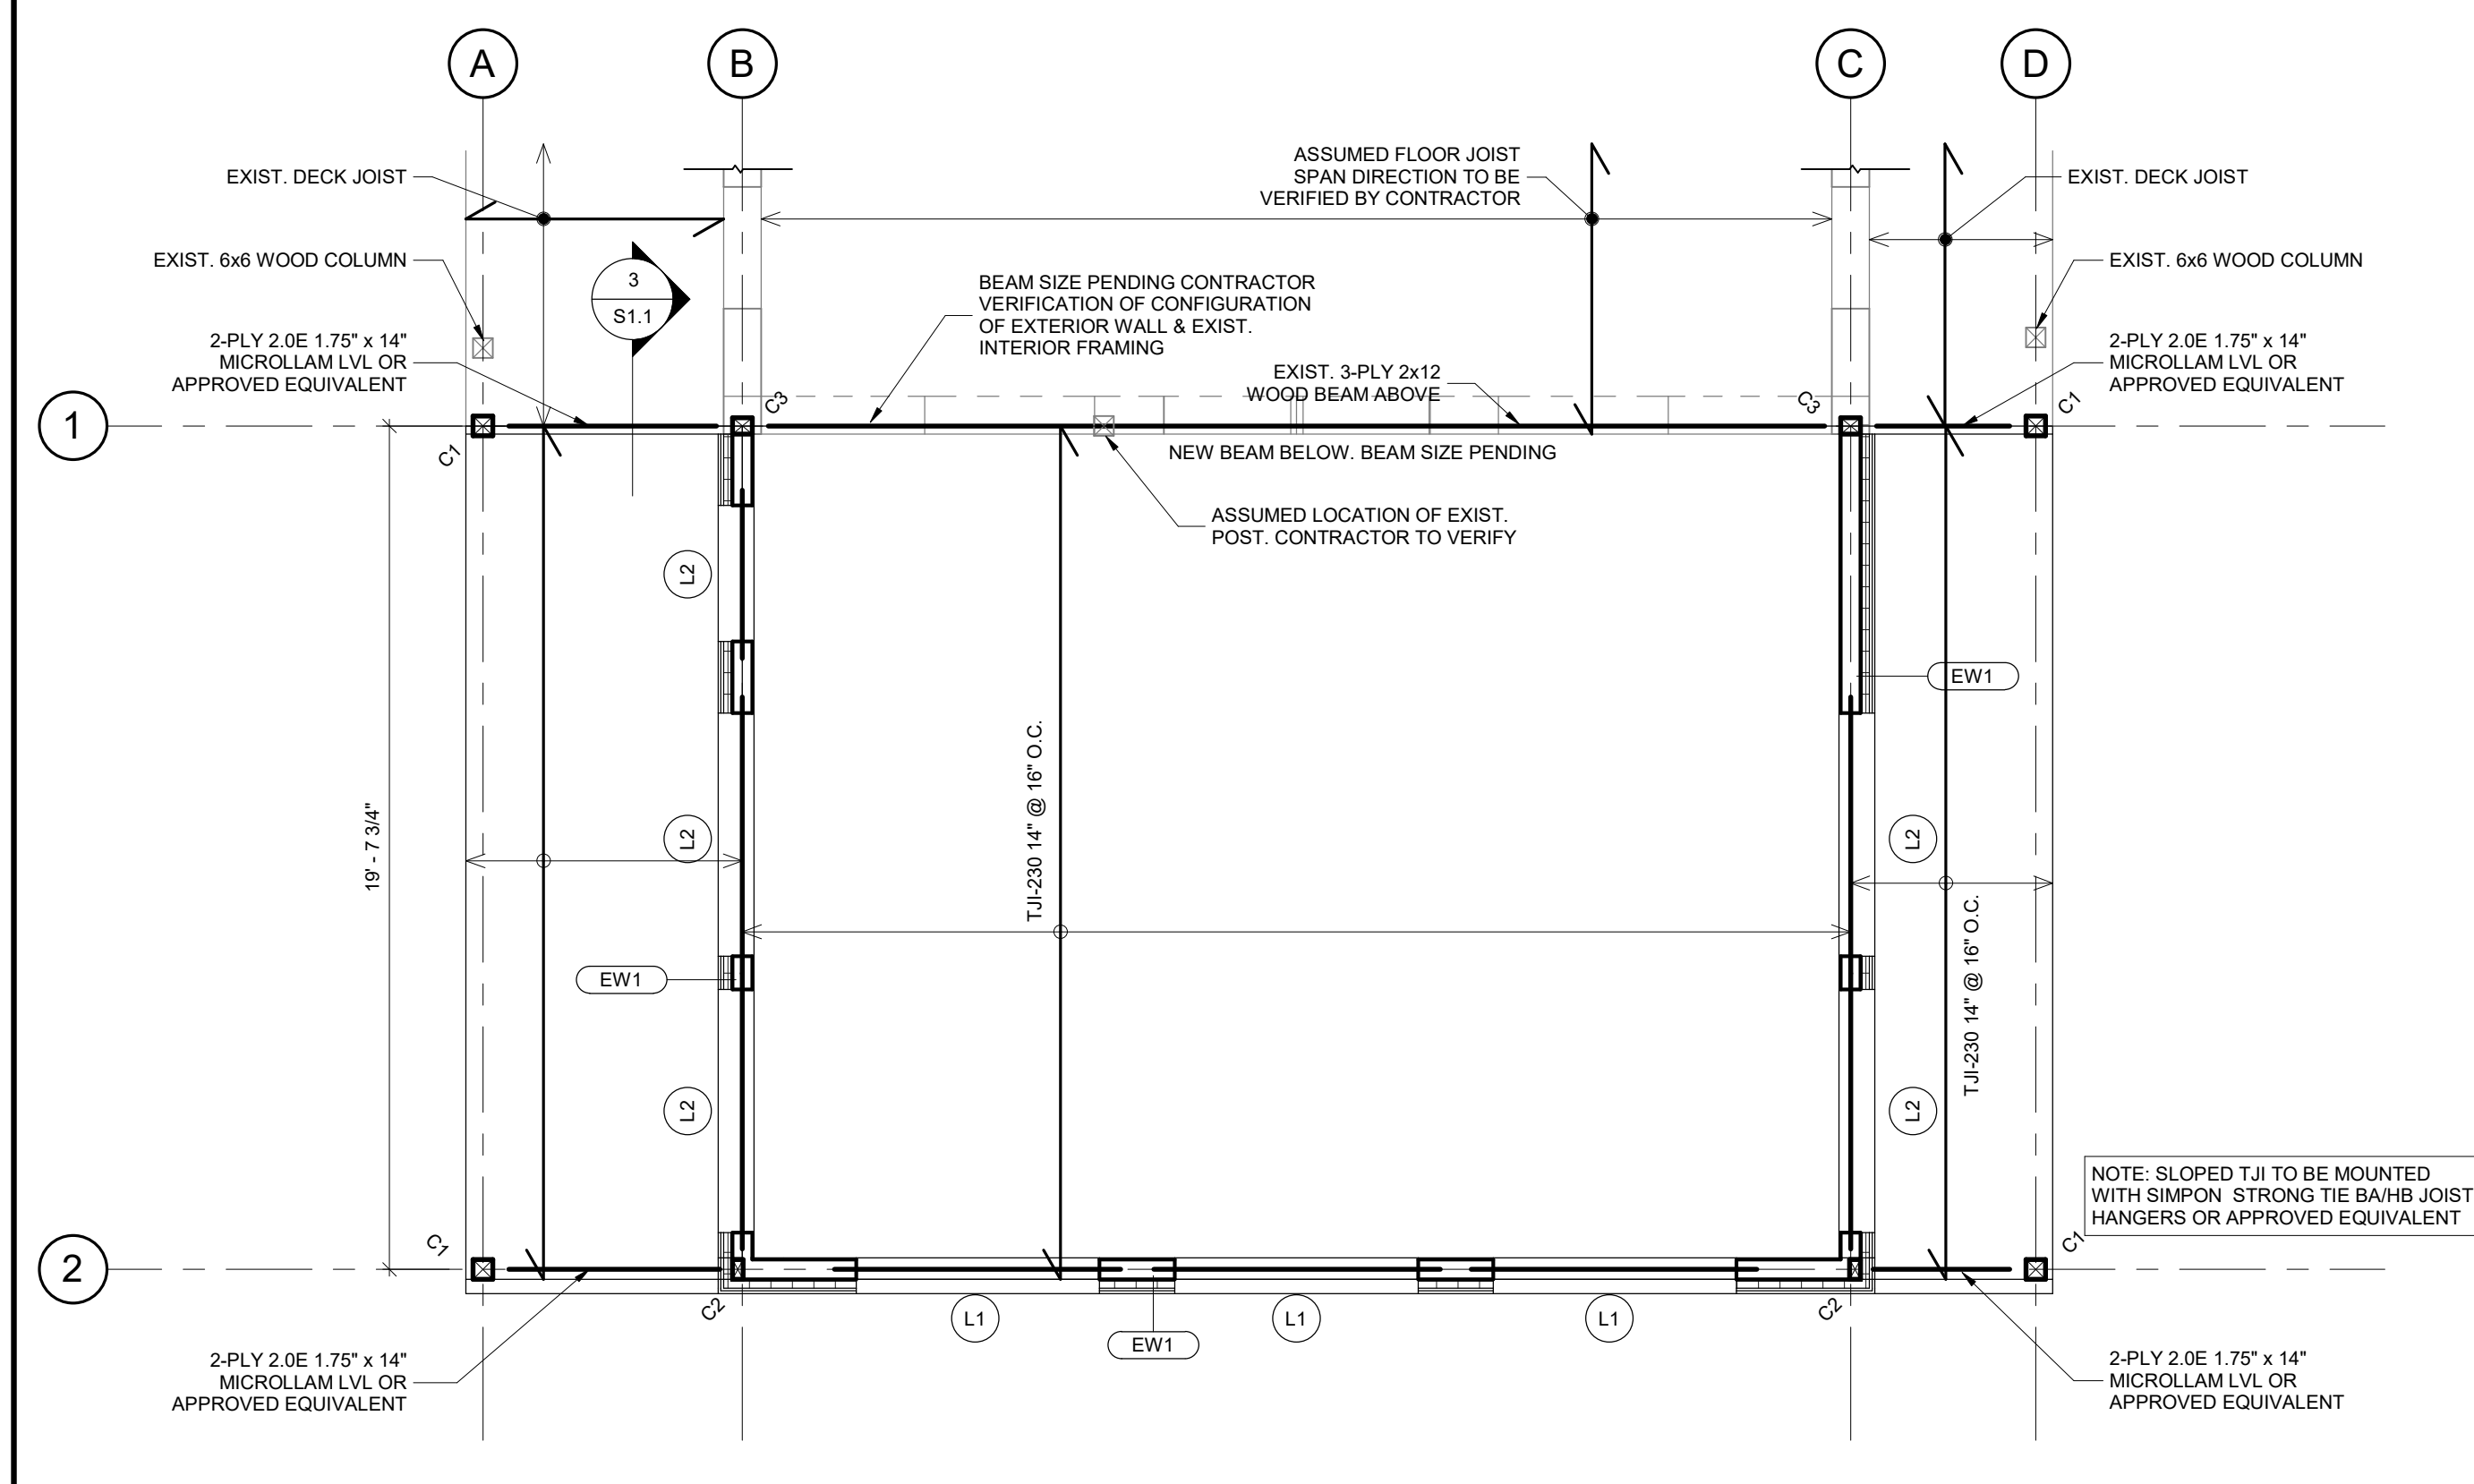 A
B
C
D
EXIST. DECK JOIST
ASSUMED FLOOR JOIST
SPAN DIRECTION TO BE
VERIFIED BY CONTRACTOR
EXIST. DECK JOIST
EXIST. 6x6 WOOD COLUMN
3
S1.1
BEAM SIZE PENDING CONTRACTOR
VERIFICATION OF CONFIGURATION
OF EXTERIOR WALL & EXIST.
INTERIOR FRAMING
EXIST. 6x6 WOOD COLUMN
2-PLY 2.0E 1.75" x 14"
MICROLLAM LVL OR
APPROVED EQUIVALENT
EXIST. 3-PLY 2x12
WOOD BEAM ABOVE
2-PLY 2.0E 1.75" x 14"
MICROLLAM LVL OR
APPROVED EQUIVALENT
1
C1
C3
C3
C1
NEW BEAM BELOW. BEAM SIZE PENDING
ASSUMED LOCATION OF EXIST.
POST. CONTRACTOR TO VERIFY
L2
EW1
19' - 7 3/4"
L2
TJI-230 14" @ 16" O.C.
L2
EW1
TJI-230 14" @ 16" O.C.
L2
L2
NOTE: SLOPED TJI TO BE MOUNTED
WITH SIMPON STRONG TIE BA/HB JOIST
HANGERS OR APPROVED EQUIVALENT
2
C1
C2
C2
C1
L1
L1
L1
EW1
2-PLY 2.0E 1.75" x 14"
MICROLLAM LVL OR
APPROVED EQUIVALENT
2-PLY 2.0E 1.75" x 14"
MICROLLAM LVL OR
APPROVED EQUIVALENT